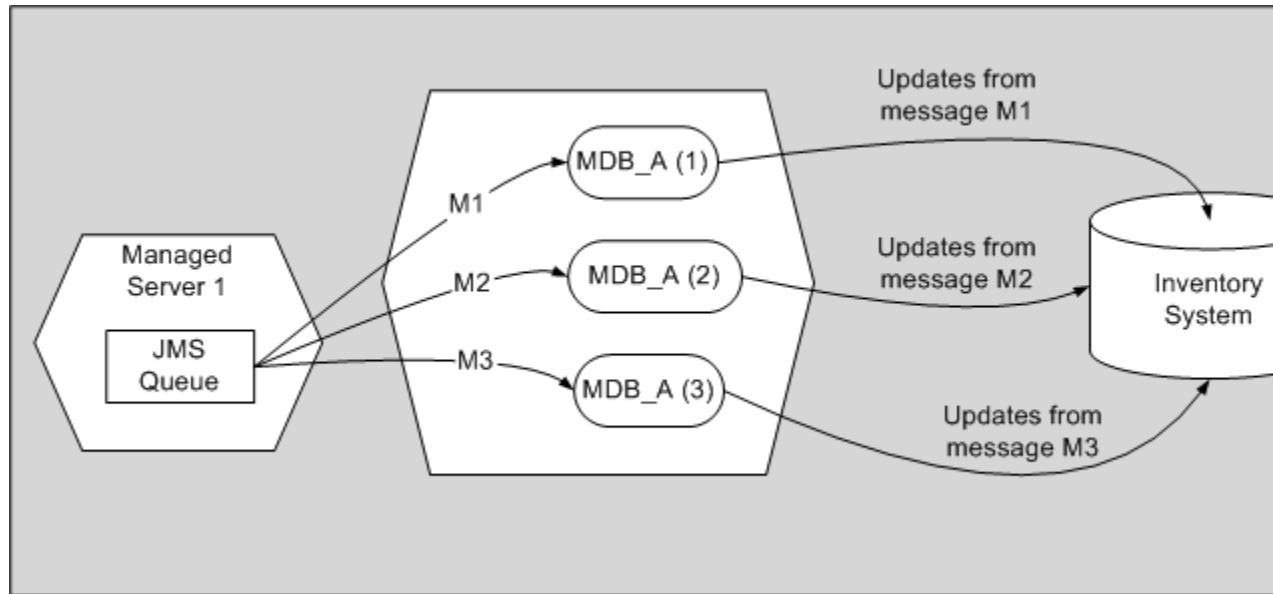 Managed
Server 1
JMS
Queue
M1
M2
M3
MDB_A (1)
MDB_A (2)
MDB_A (3)
Updates from
message M1
Updates from
message M2
Updates from
message M3
Inventory
System